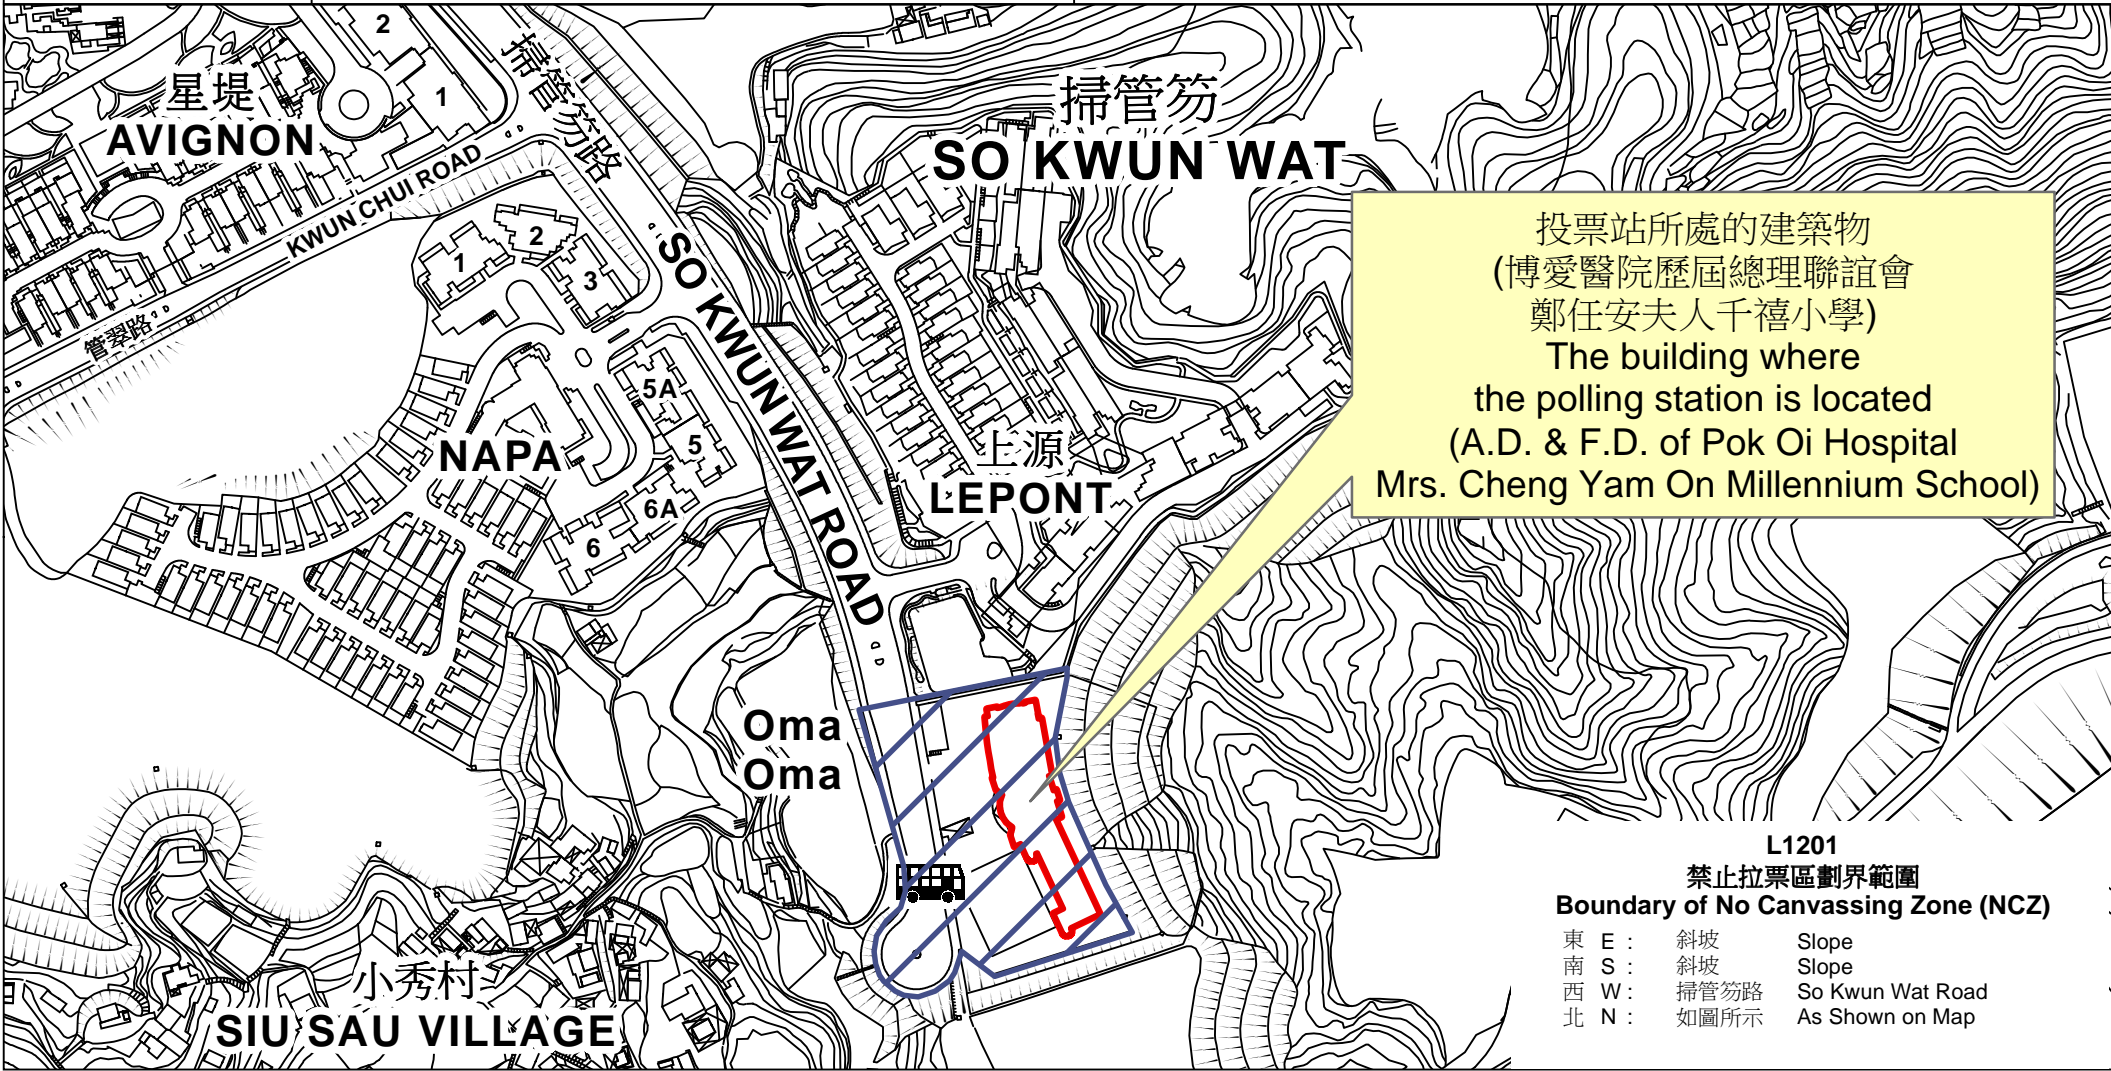 2
1
星堤
AVIGNON
掃管笏路
KWUN CHUI ROAD
管翠路
掃管笏
SO KWUN WAT
1
2
3
SO KWUN WAT ROAD
5A
5
6A
6
NAPA
上源
LEPONT
投票站所處的建築物
(博愛醫院歷屆總理聯誼會
鄭任安夫人千禧小學)
The building where
the polling station is located
(A.D. & F.D. of Pok Oi Hospital
Mrs. Cheng Yam On Millennium School)
Oma
Oma
小秀村
SIU SAU VILLAGE
L1201
禁止拉票區劃界範圍
Boundary of No Canvassing Zone (NCZ)
東 E : 斜坡 Slope
南 S : 斜坡 Slope
西 W : 掃管笏路 So Kwun Wat Road
北 N : 如圖所示 As Shown on Map